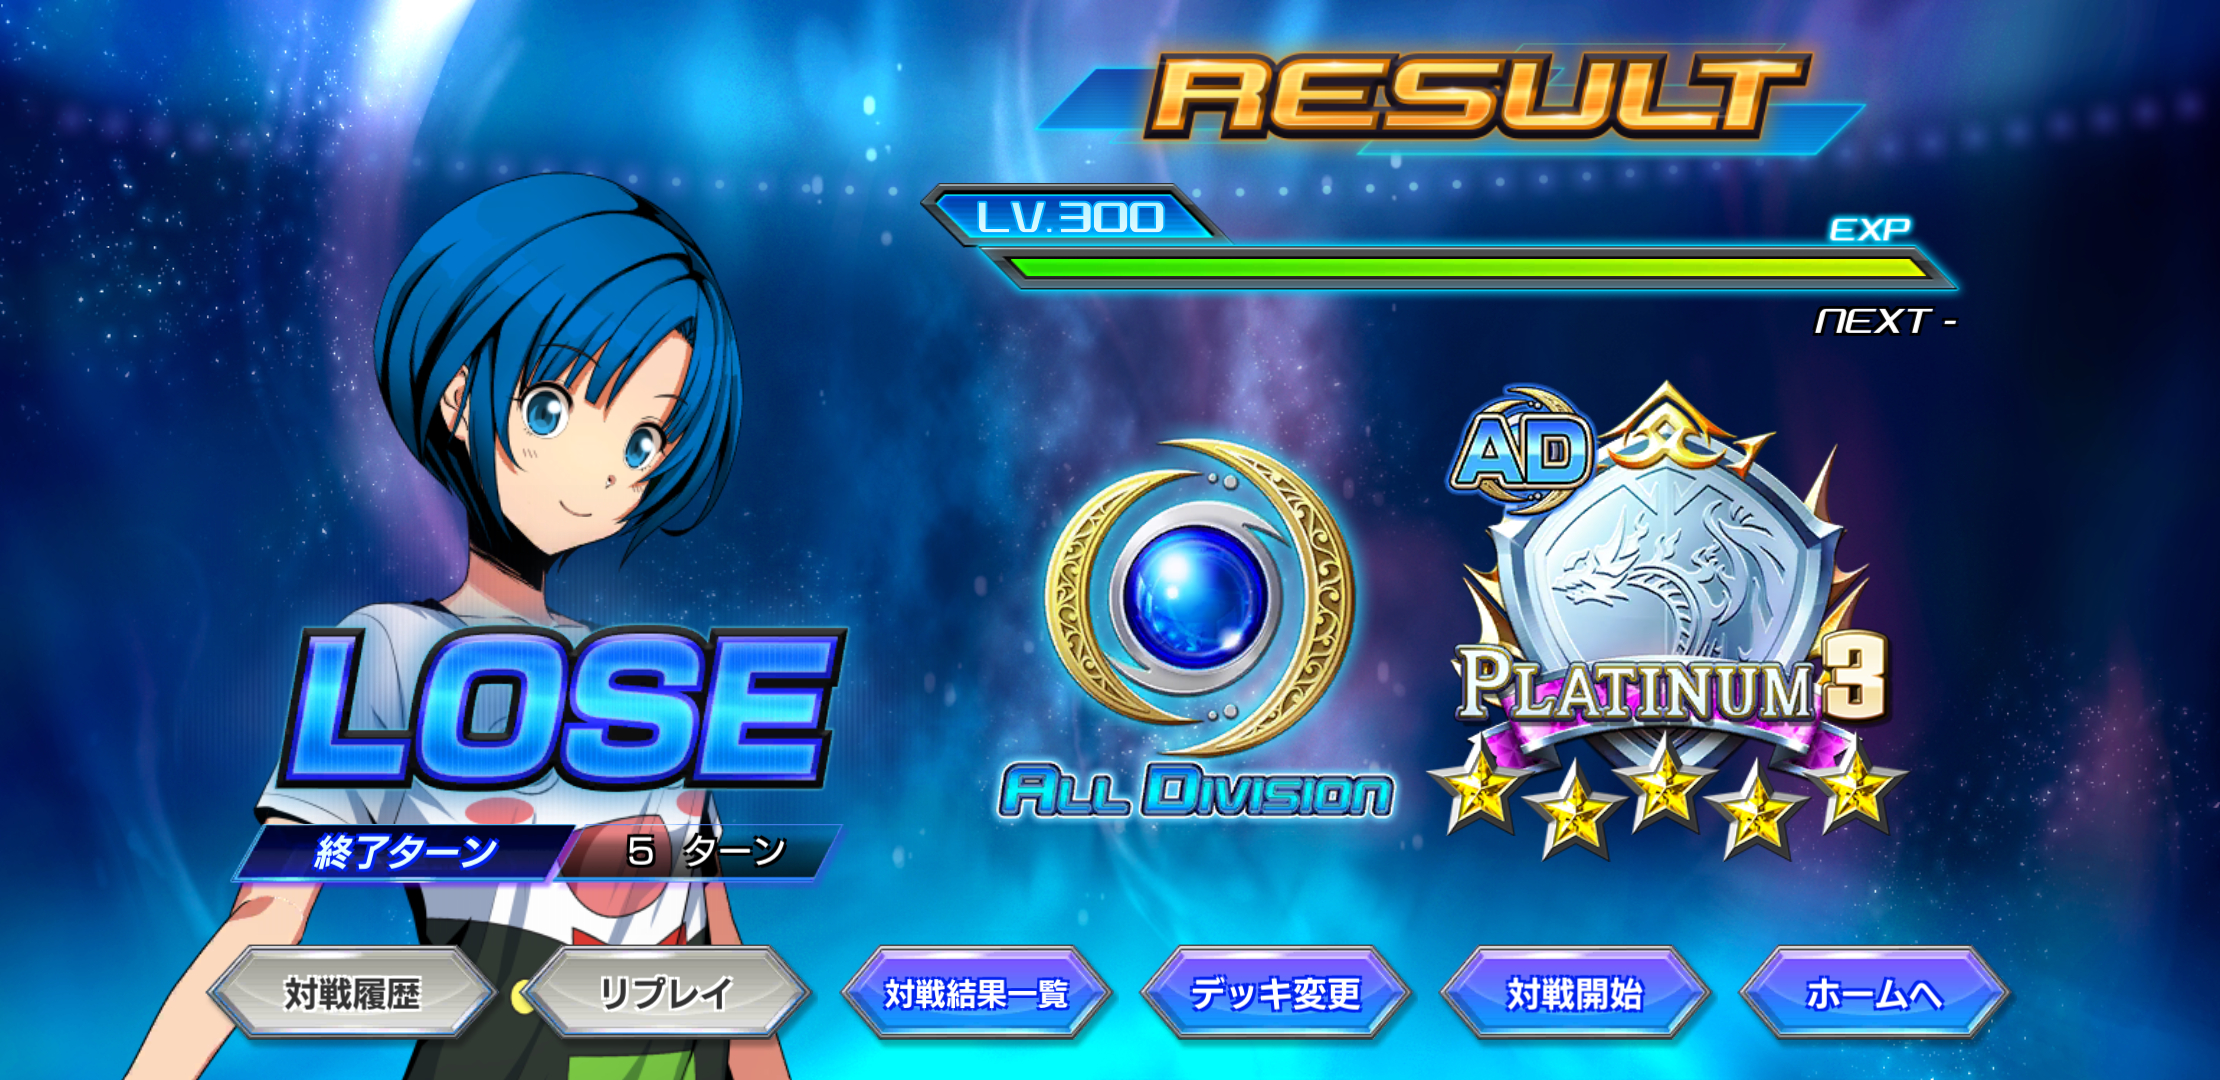 RESULT
LV.300
EXP
NEXT -
AD
PLATINUM 3
ALL DIVISION
LOSE
終了ターン 5 ターン
対戦履歴 リプレイ 対戦結果一覧 デッキ変更 対戦開始 ホームへ